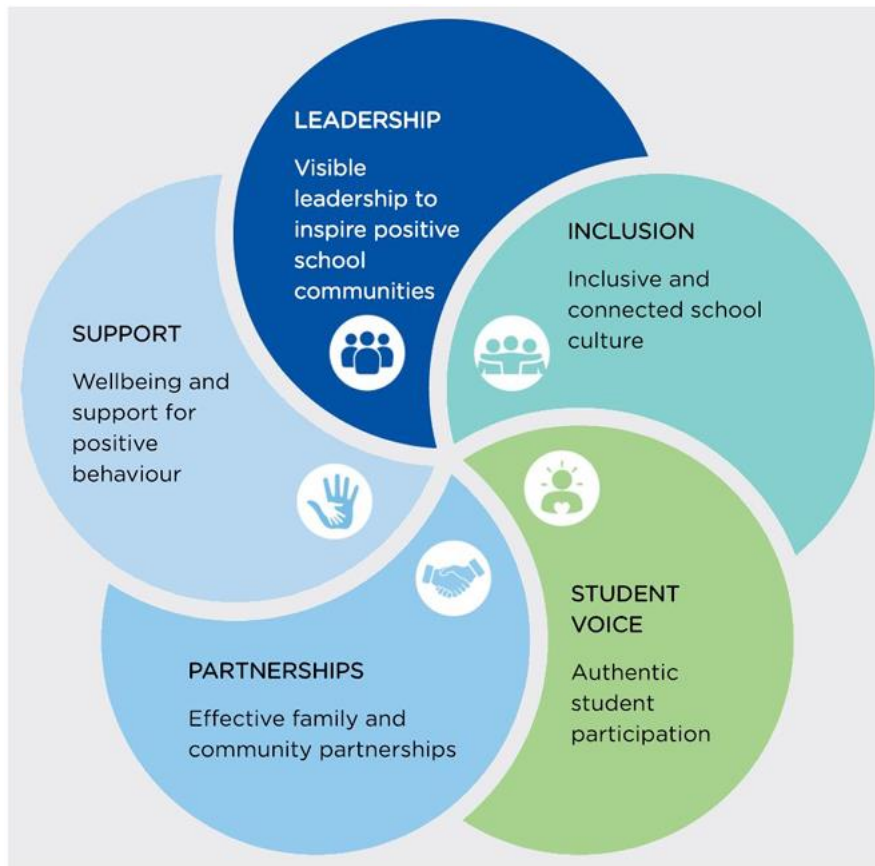 LEADERSHIP
Visible
leadership to
inspire positive
school
communities
INCLUSION
Inclusive and
connected school
culture
STUDENT
VOICE
Authentic
student
participation
PARTNERSHIPS
Effective family and
community partnerships
SUPPORT
Wellbeing and
support for
positive
behaviour